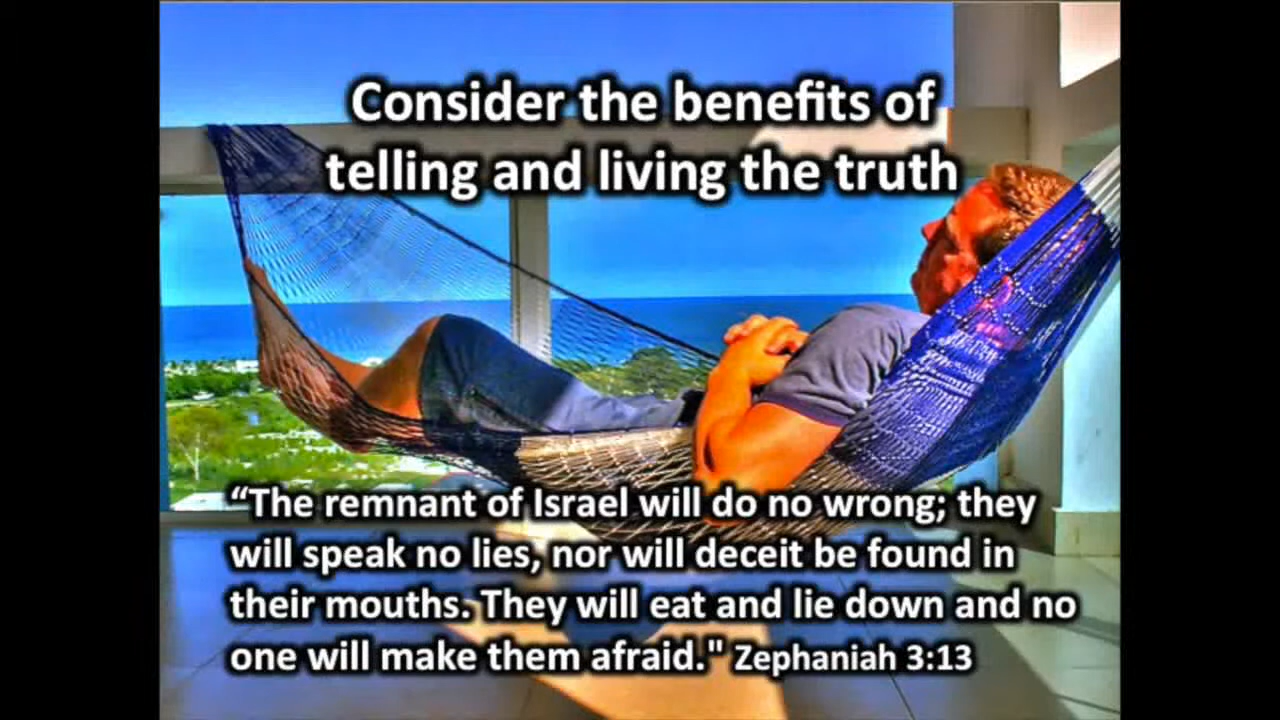 Consider the benefits of
telling and living the truth
“The remnant of Israel will do no wrong; they
will speak no lies, nor will deceit be found in
their mouths. They will eat and lie down and no
one will make them afraid." Zephaniah 3:13